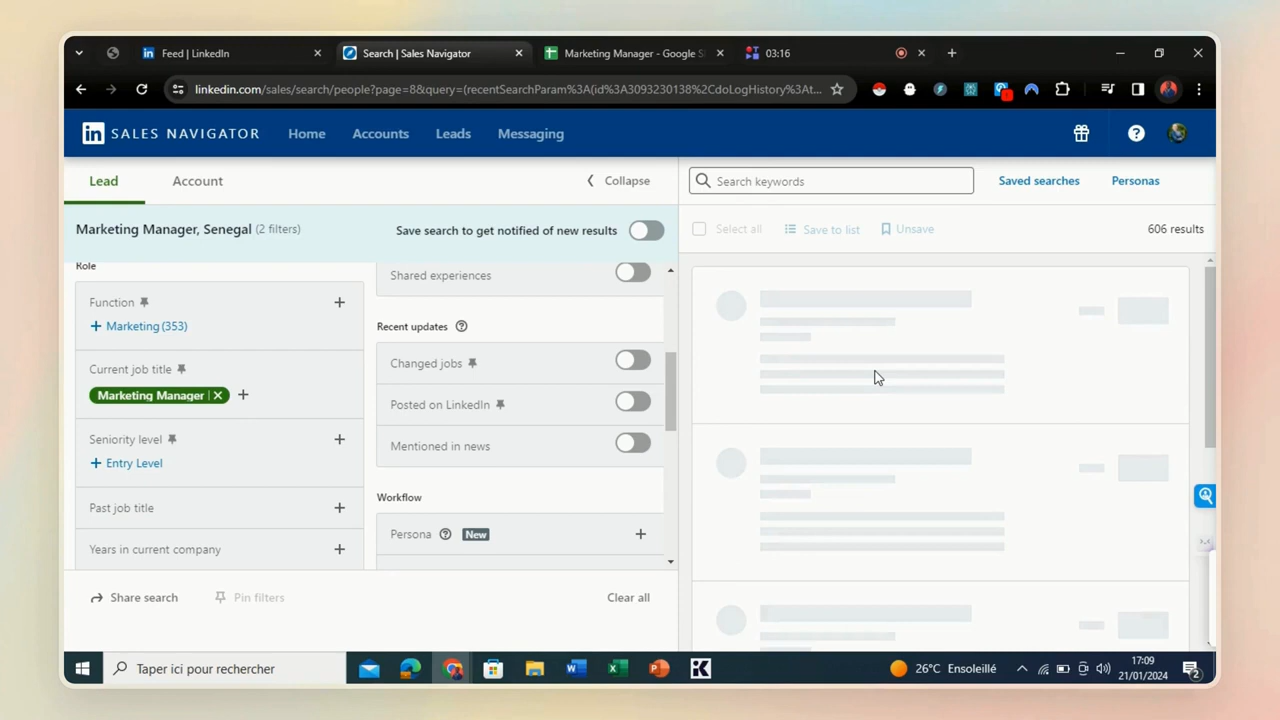 Feed | LinkedIn
Search | Sales Navigator
Marketing Manager - Google S
03:16
linkedin.com/sales/search/people?page=8&query=(recentSearchParam%3A(id%3A3093230138%2CdoLogHistory%3At...
in SALES NAVIGATOR
Home
Accounts
Leads
Messaging
Lead
Account
Collapse
Search keywords
Saved searches
Personas
Marketing Manager, Senegal (2 filters)
Save search to get notified of new results
Select all
Save to list
Unsave
606 results
Role
Function
+ Marketing (353)
Current job title
Marketing Manager
Seniority level
+ Entry Level
Past job title
Years in current company
Shared experiences
Recent updates
Changed jobs
Posted on LinkedIn
Mentioned in news
Workflow
Persona
New
Share search
Pin filters
Clear all
Taper ici pour rechercher
26°C Ensoleillé
17:09
21/01/2024
2